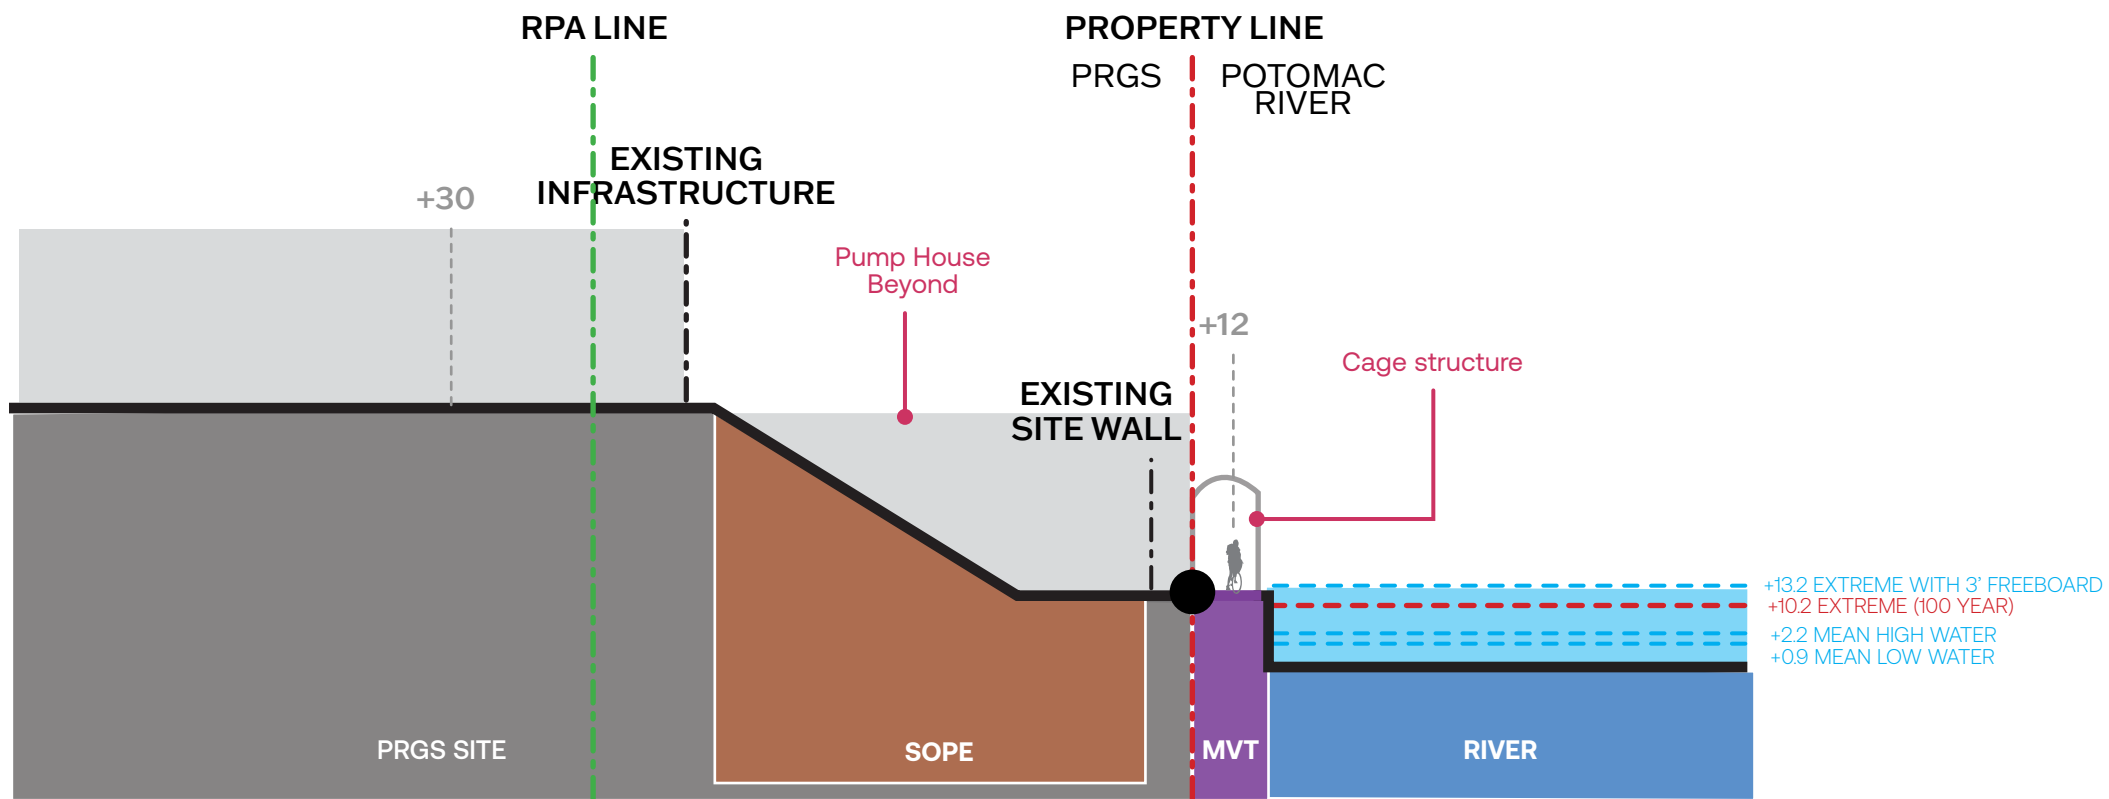 RPA LINE
PROPERTY LINE
PRGS
POTOMAC
RIVER
EXISTING
INFRASTRUCTURE
+30
Pump House
Beyond
+12
Cage structure
EXISTING
SITE WALL
+13.2 EXTREME WITH 3' FREEBOARD
+10.2 EXTREME (100 YEAR)
+2.2 MEAN HIGH WATER
+0.9 MEAN LOW WATER
PRGS SITE
SOPE
MVT
RIVER